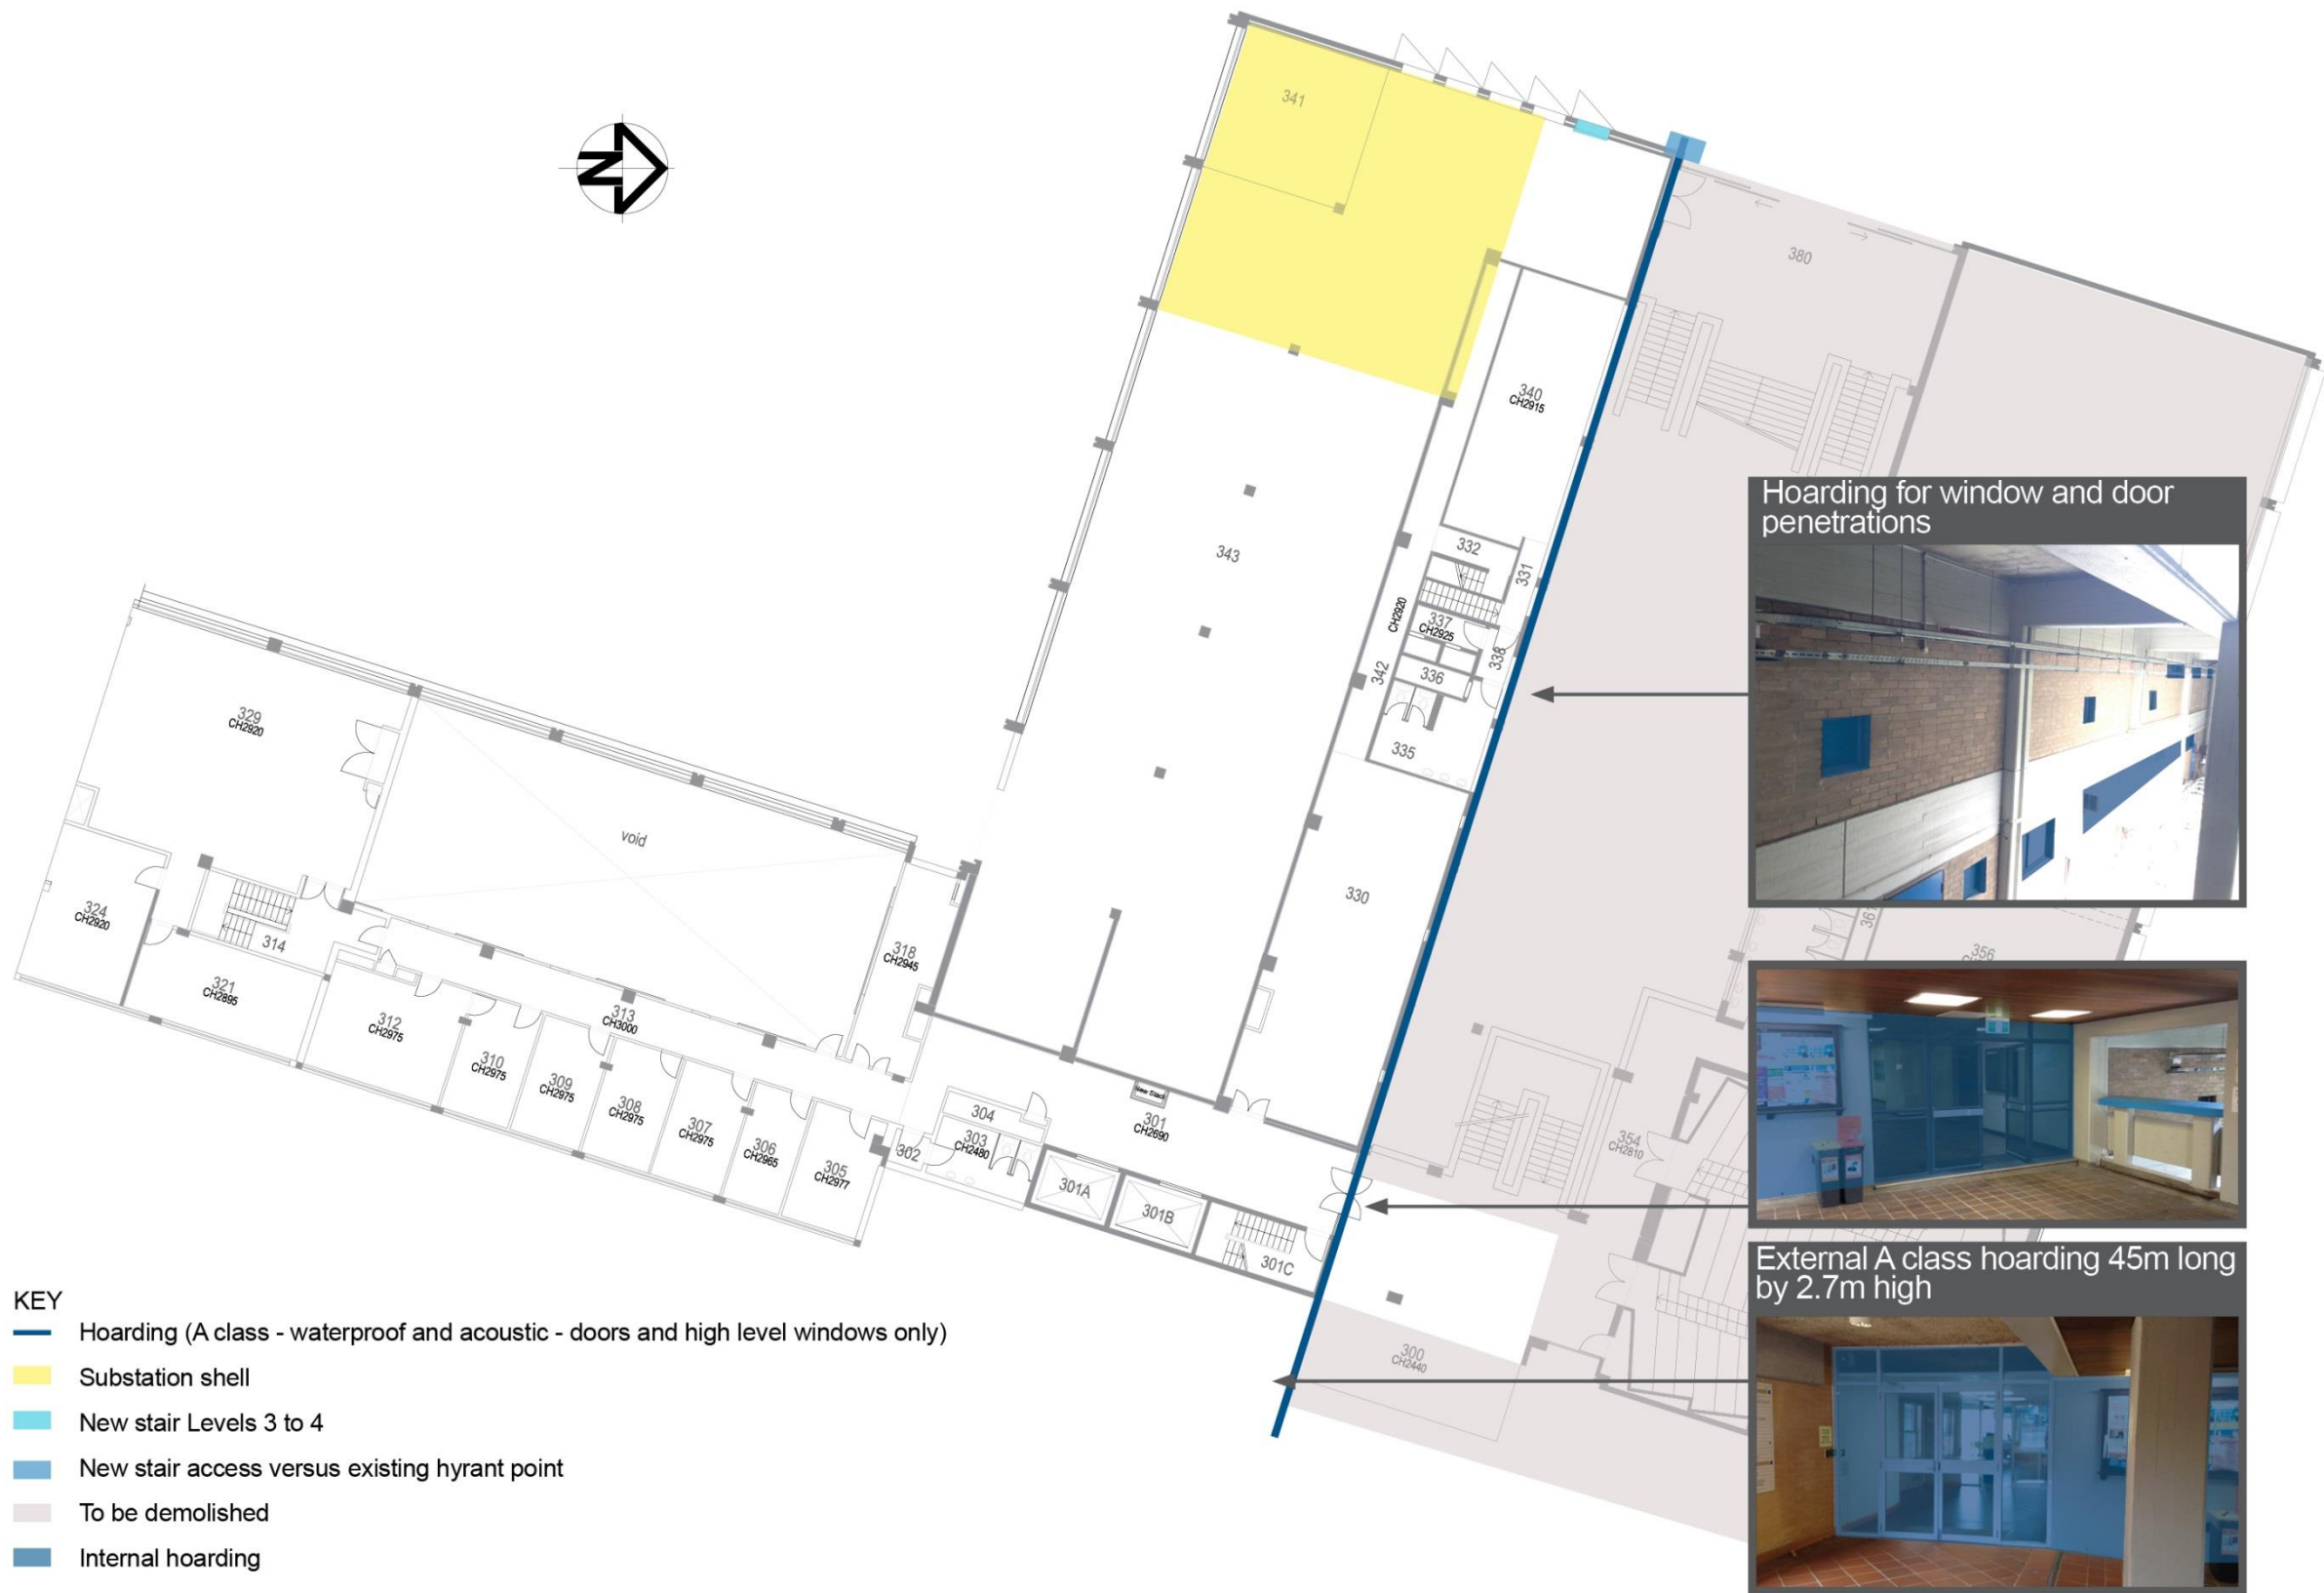 341
N
380
340
CH2915
Hoarding for window and door
penetrations
332
331
343
CH2920
337
CH2925
338
342
336
335
329
CH2920
void
330
324
CH2920
314
318
CH2945
361
356
321
CH2895
312
CH2975
313
CH3000
310
CH2975
309
CH2975
308
CH2975
307
CH2975
306
CH2965
305
CH2977
304
302
303
CH2480
New Stack
301
CH2690
301A
301B
301C
354
CH2810
External A class hoarding 45m long
by 2.7m high
300
CH2440
KEY
Hoarding (A class - waterproof and acoustic - doors and high level windows only)
Substation shell
New stair Levels 3 to 4
New stair access versus existing hyrant point
To be demolished
Internal hoarding